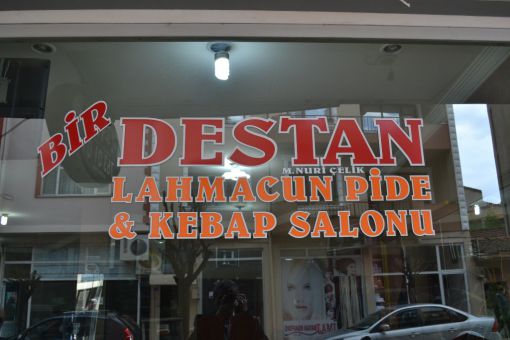 BİR DESTAN
M.NURİ ÇELİK
LAHMACUN PİDE
& KEBAP SALONU